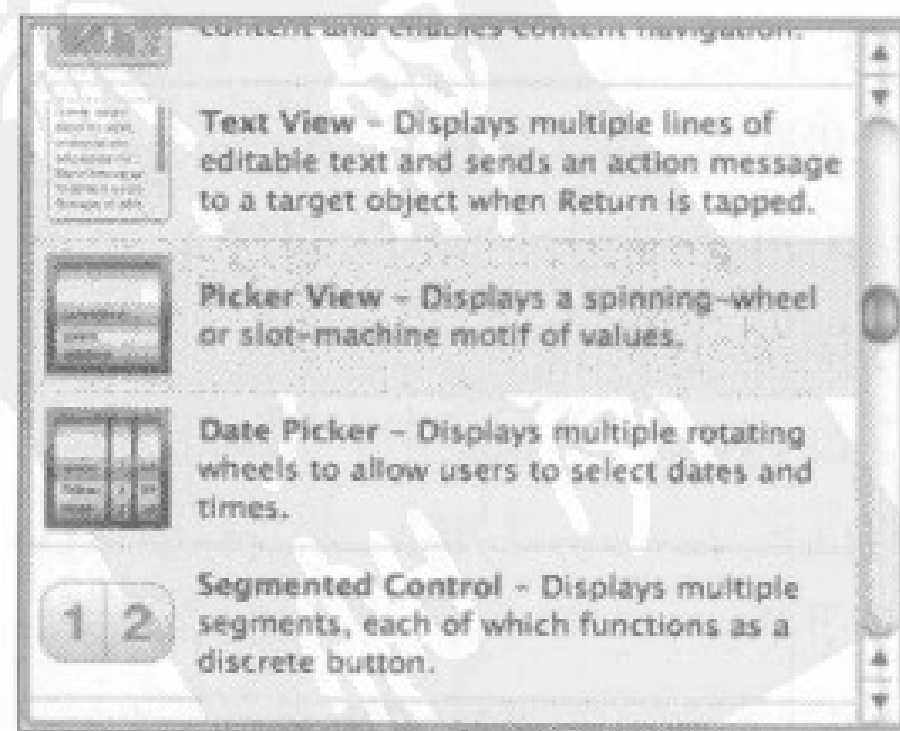 content and enables content navigation.
Text View – Displays multiple lines of
editable text and sends an action message
to a target object when Return is tapped.
Picker View – Displays a spinning-wheel
or slot-machine motif of values.
Date Picker – Displays multiple rotating
wheels to allow users to select dates and
times.
1 2
Segmented Control – Displays multiple
segments, each of which functions as a
discrete button.